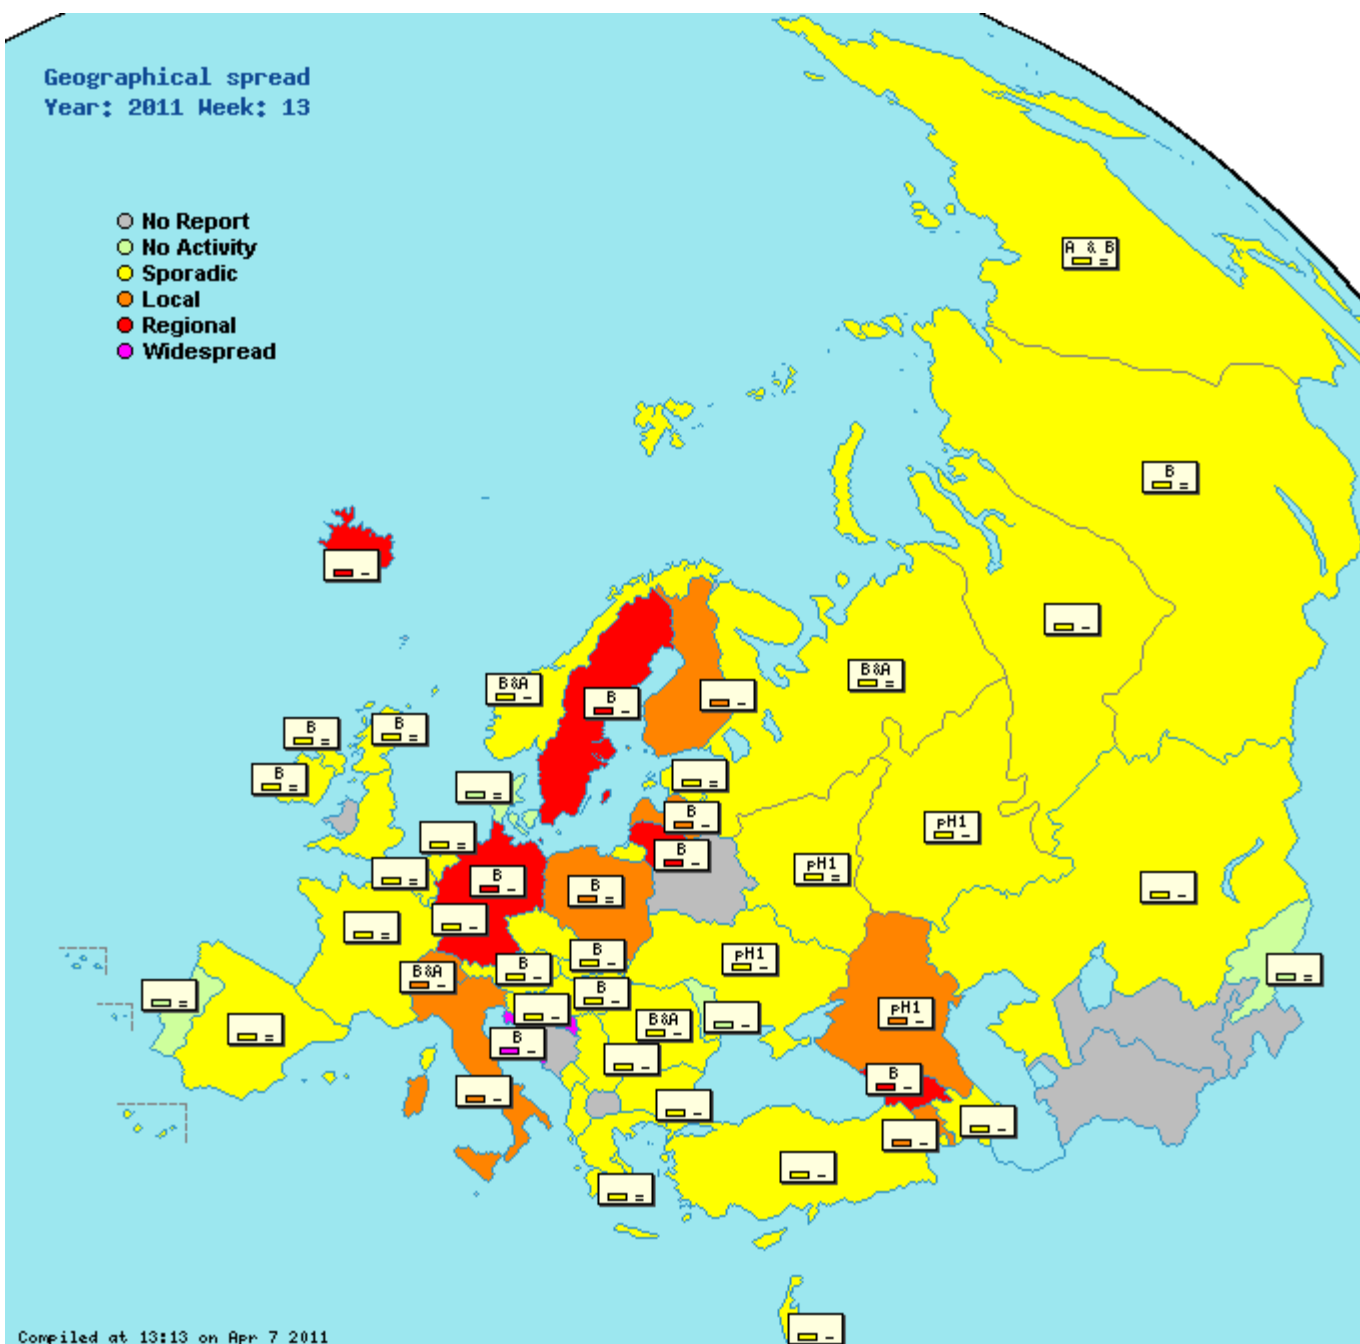 Geographical spread
Year: 2011 Week: 13
No Report
No Activity
Sporadic
Local
Regional
Widespread
A & B
=
B
=
–
–
B&A
=
B&A
–
B
–
–
B
=
B
=
B
=
=
=
B
–
=
pH1
–
B
–
pH1
=
=
B
–
B
=
–
–
=
B
–
pH1
–
B
–
=
B&A
–
B
–
=
–
pH1
–
–
B&A
–
=
B
–
–
B
–
–
–
–
–
–
=
–
Compiled at 13:13 on Apr 7 2011